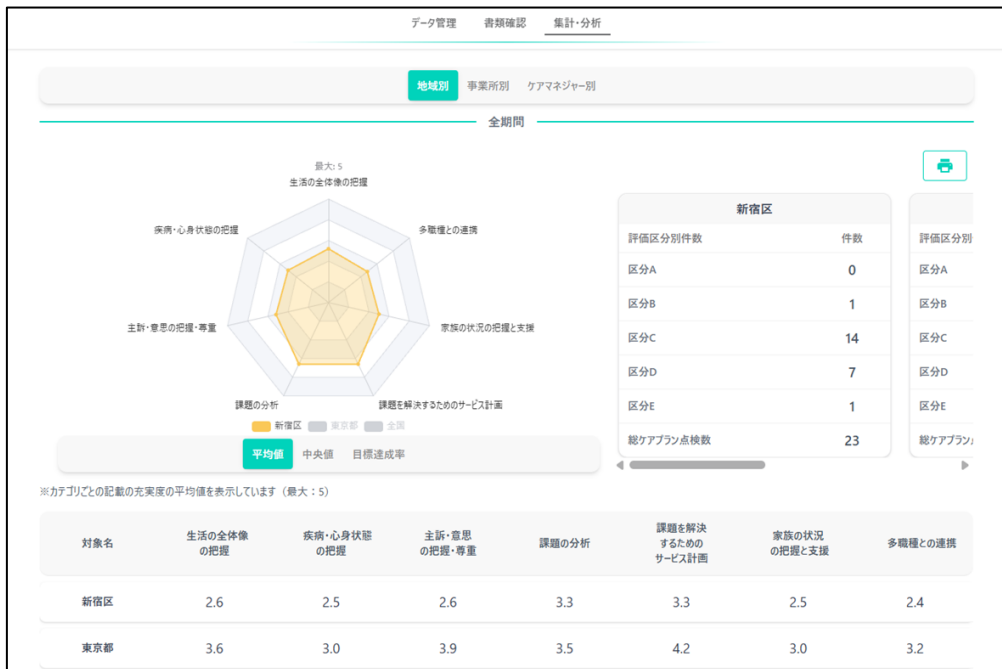 データ管理 書類確認 集計・分析
地域別 事業所別 ケアマネジャー別
全期間
最大: 5
生活の全体像の把握
疾病・心身状態の把握
多職種との連携
主訴・意思の把握・尊重
家族の状況の把握と支援
課題の分析
課題を解決するためのサービス計画
新宿区 東京都 全国
平均値 中央値 目標達成率
新宿区
評価区分別件数 件数
区分A 0
区分B 1
区分C 14
区分D 7
区分E 1
総ケアプラン点検数 23
評価区分別
区分A
区分B
区分C
区分D
区分E
総ケアプラン
※カテゴリごとの記載の充実度の平均値を表示しています（最大：5）
対象名
生活の全体像
の把握
疾病・心身状態
の把握
主訴・意思
の把握・尊重
課題の分析
課題を解決
するための
サービス計画
家族の状況
の把握と支援
多職種との連携
新宿区 2.6 2.5 2.6 3.3 3.3 2.5 2.4
東京都 3.6 3.0 3.9 3.5 4.2 3.0 3.2